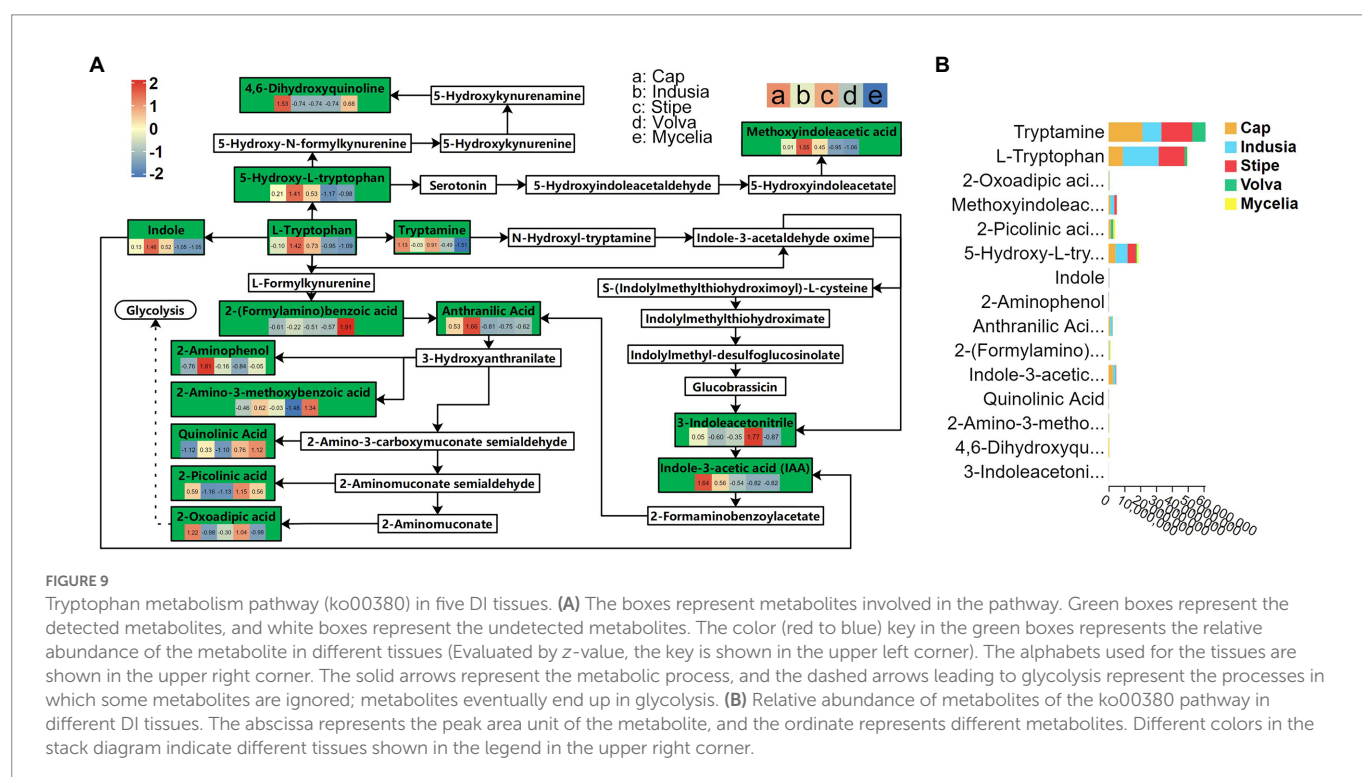 A
2
1
0
-1
-2
4,6-Dihydroxyquinoline
1.53 -0.74 -0.74 -0.74 0.68
5-Hydroxykynurenamine
a: Cap
b: Indusia
c: Stipe
d: Volva
e: Mycelia
a b c d e
5-Hydroxy-N-formylkynurenine
5-Hydroxykynurenine
Methoxyindoleacetic acid
0.01 1.55 0.45 -0.95 -1.06
5-Hydroxy-L-tryptophan
0.21 1.41 0.53 -1.17 -0.98
Serotonin
5-Hydroxyindoleacetaldehyde
5-Hydroxyindoleacetate
Indole
0.13 1.46 0.52 -1.05 -1.05
L-Tryptophan
-0.10 1.42 0.73 -0.95 -1.09
Tryptamine
1.13 -0.03 0.91 -0.49 -1.51
N-Hydroxyl-tryptamine
Indole-3-acetaldehyde oxime
L-Formylkynurenine
S-(Indolylmethylthiohydroximoyl)-L-cysteine
Glycolysis
2-(Formylamino)benzoic acid
-0.61 -0.22 -0.51 -0.57 1.91
Anthranilic Acid
0.53 1.66 -0.81 -0.75 -0.62
Indolylmethylthiohydroximate
2-Aminophenol
-0.76 1.81 -0.16 -0.84 -0.05
3-Hydroxyanthranilate
Indolylmethyl-desulfoglucosinolate
2-Amino-3-methoxybenzoic acid
-0.46 0.62 -0.03 -1.48 1.34
Glucobrassicin
Quinolinic Acid
-1.12 0.33 -1.10 0.76 1.12
2-Amino-3-carboxymuconate semialdehyde
3-Indoleacetonitrile
0.05 -0.60 -0.35 1.77 -0.87
2-Picolinic acid
0.59 -1.16 -1.13 1.15 0.56
2-Aminomuconate semialdehyde
Indole-3-acetic acid (IAA)
1.64 0.56 -0.54 -0.82 -0.82
2-Oxoadipic acid
1.22 -0.98 -0.30 1.04 -0.98
2-Aminomuconate
2-Formaminobenzoylacetate
B
Tryptamine
L-Tryptophan
2-Oxoadipic aci...
Methoxyindoleac...
2-Picolinic aci...
5-Hydroxy-L-try...
Indole
2-Aminophenol
Anthranilic Aci...
2-(Formylamino)...
Indole-3-acetic...
Quinolinic Acid
2-Amino-3-metho...
4,6-Dihydroxyqu...
3-Indoleacetoni...
Cap
Indusia
Stipe
Volva
Mycelia
0
FIGURE 9
Tryptophan metabolism pathway (ko00380) in five DI tissues. (A) The boxes represent metabolites involved in the pathway. Green boxes represent the
detected metabolites, and white boxes represent the undetected metabolites. The color (red to blue) key in the green boxes represents the relative
abundance of the metabolite in different tissues (Evaluated by z-value, the key is shown in the upper left corner). The alphabets used for the tissues are
shown in the upper right corner. The solid arrows represent the metabolic process, and the dashed arrows leading to glycolysis represent the processes in
which some metabolites are ignored; metabolites eventually end up in glycolysis. (B) Relative abundance of metabolites of the ko00380 pathway in
different DI tissues. The abscissa represents the peak area unit of the metabolite, and the ordinate represents different metabolites. Different colors in the
stack diagram indicate different tissues shown in the legend in the upper right corner.